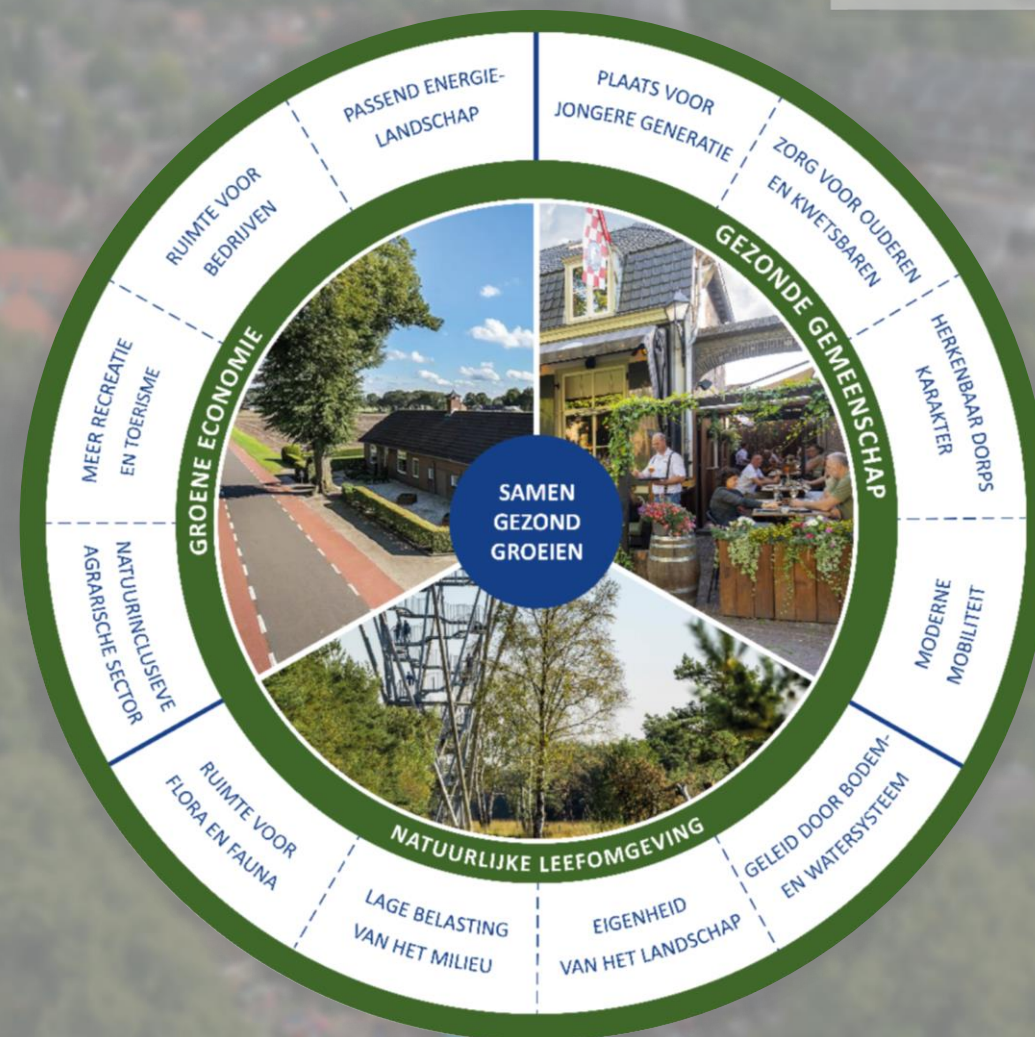 SAMEN
GEZOND
GROEIEN
GEZONDE GEMEENSCHAP
PLAATS VOOR
JONGERE GENERATIE
ZORG VOOR OUDEREN
EN KWETSBAREN
HERKENBAAR DORPS
KARAKTER
MODERNE
MOBILITEIT
NATUURLIJKE LEEFOMGEVING
GELEID DOOR BODEM-
EN WATERSYSTEEM
EIGENHEID
VAN HET LANDSCHAP
LAGE BELASTING
VAN HET MILIEU
RUIMTE VOOR
FLORA EN FAUNA
GROENE ECONOMIE
NATUURINCLUSIEVE
AGRARISCHE SECTOR
MEER RECREATIE
EN TOERISME
RUIMTE VOOR
BEDRIJVEN
PASSEND ENERGIE-
LANDSCHAP